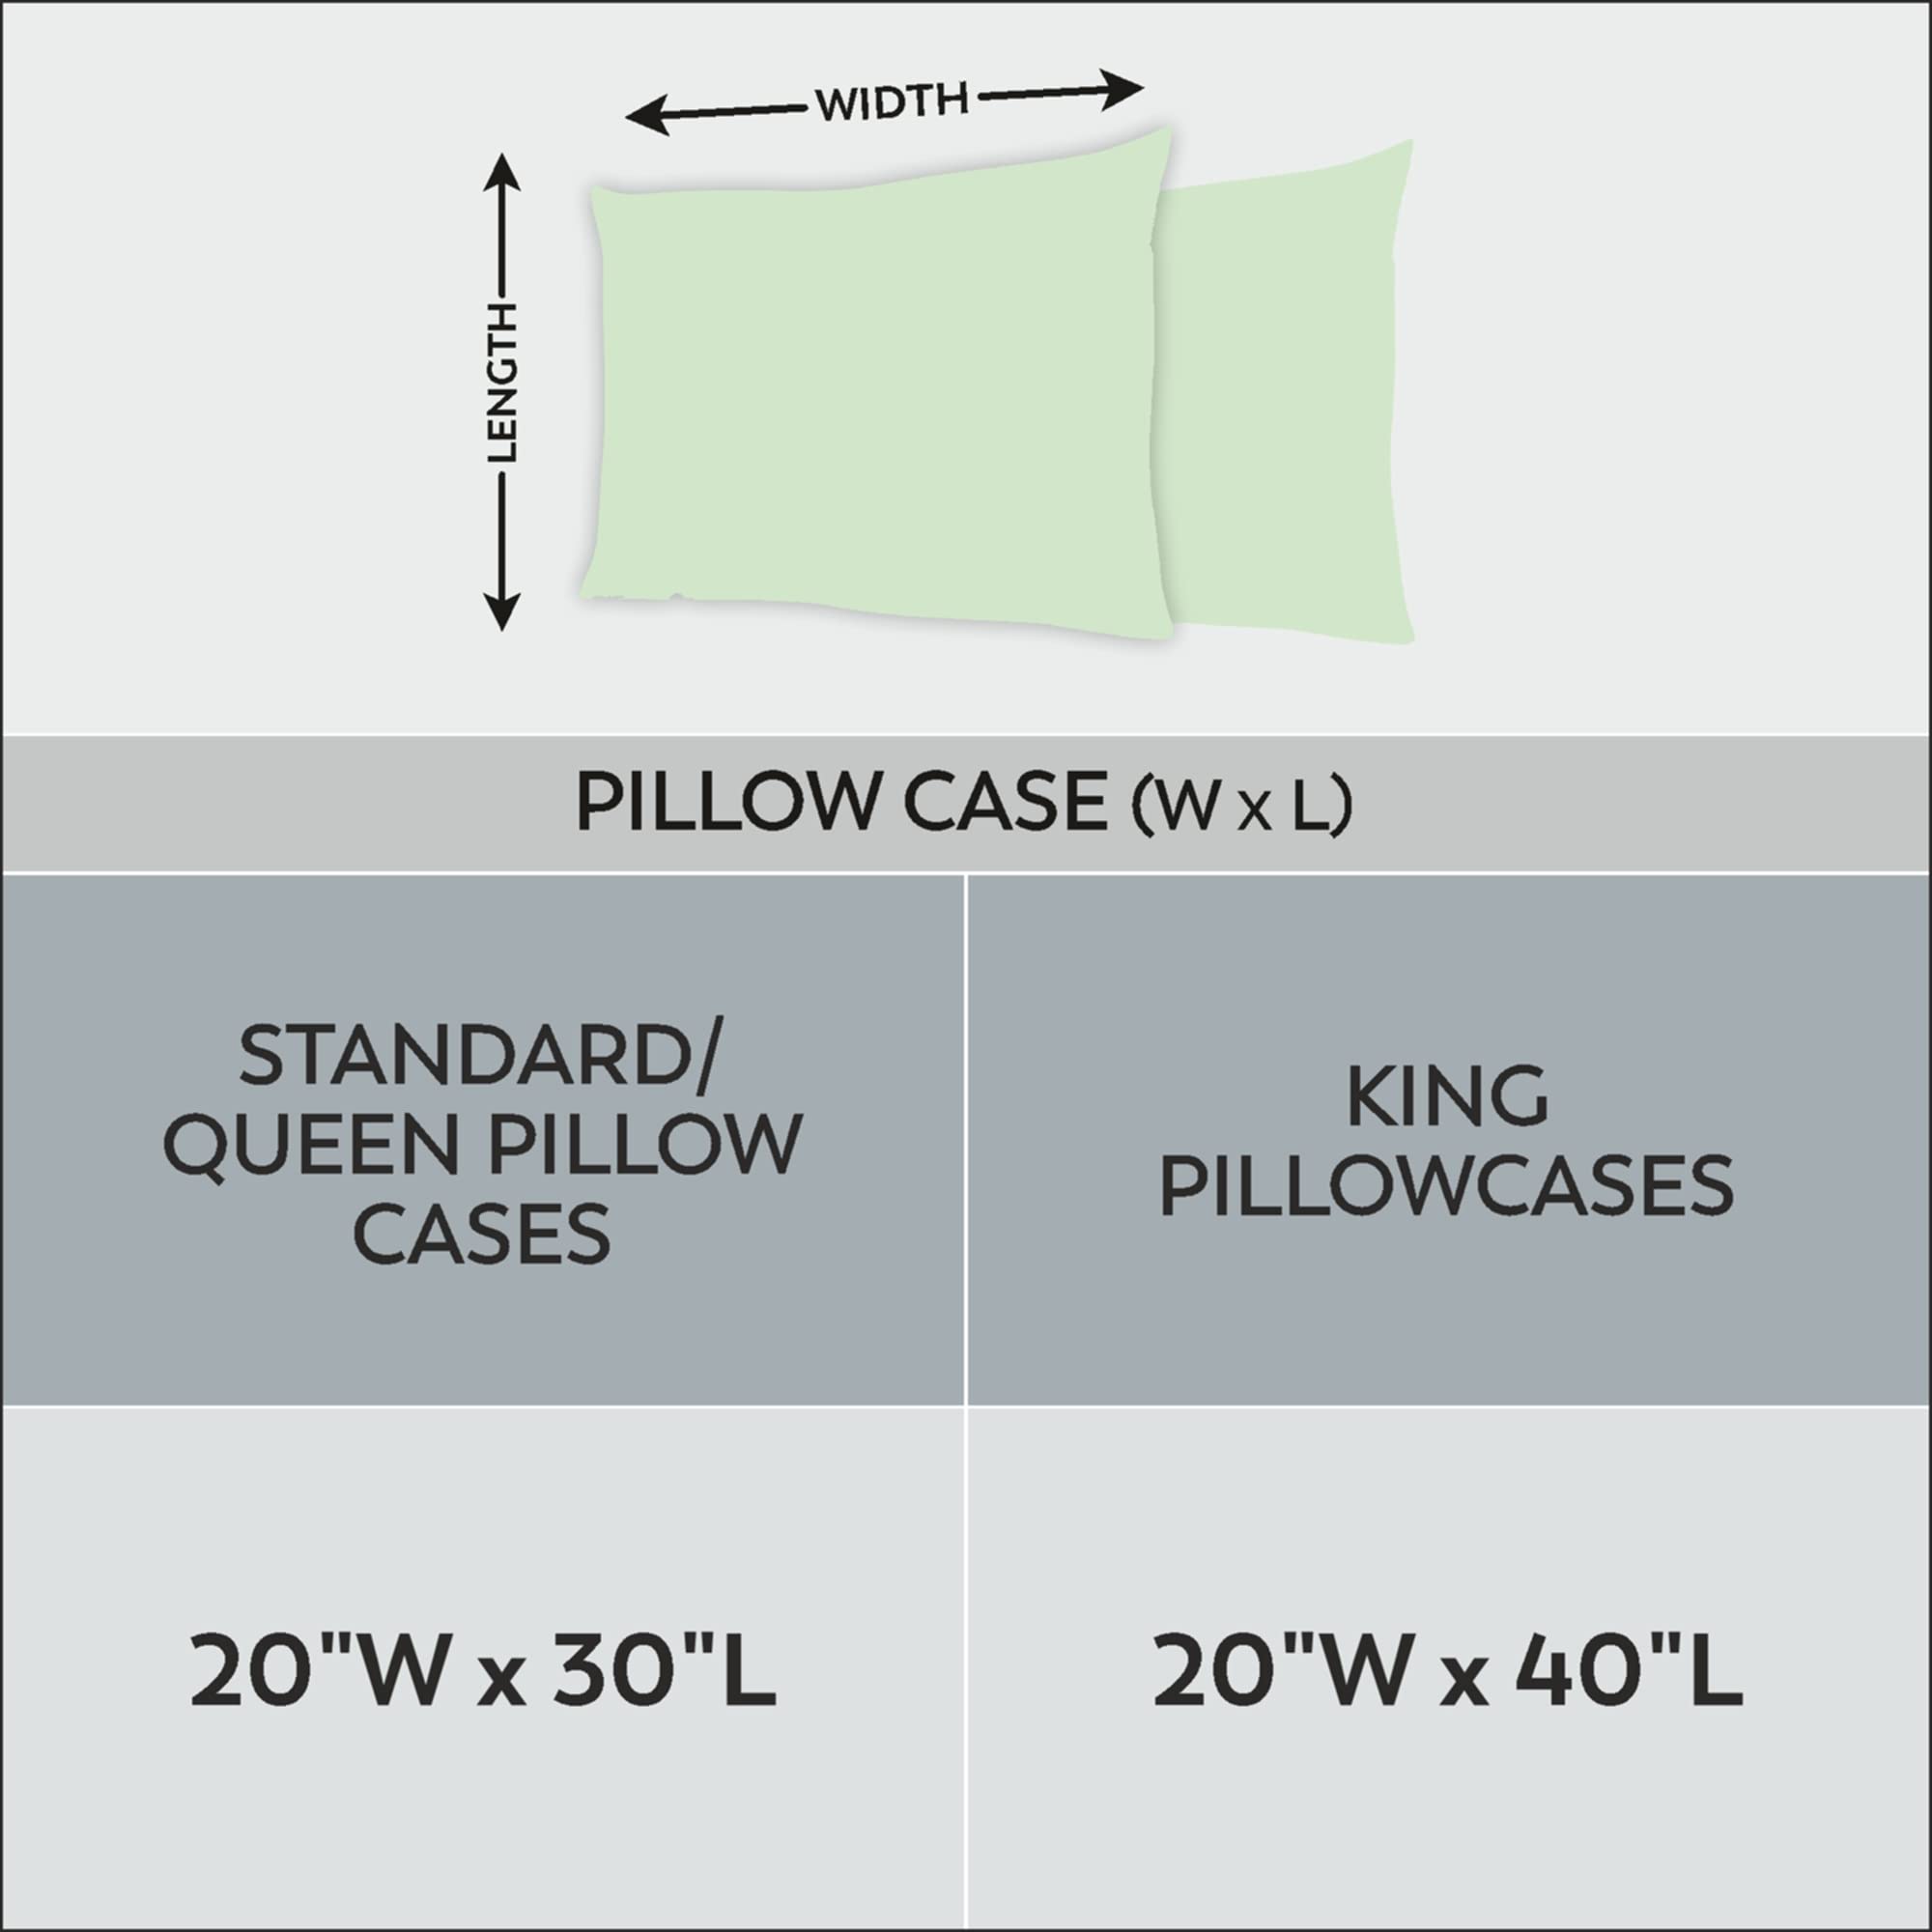 WIDTH
LENGTH
PILLOW CASE (W x L)
STANDARD/
QUEEN PILLOW
CASES
KING
PILLOWCASES
20"W x 30"L
20"W x 40"L